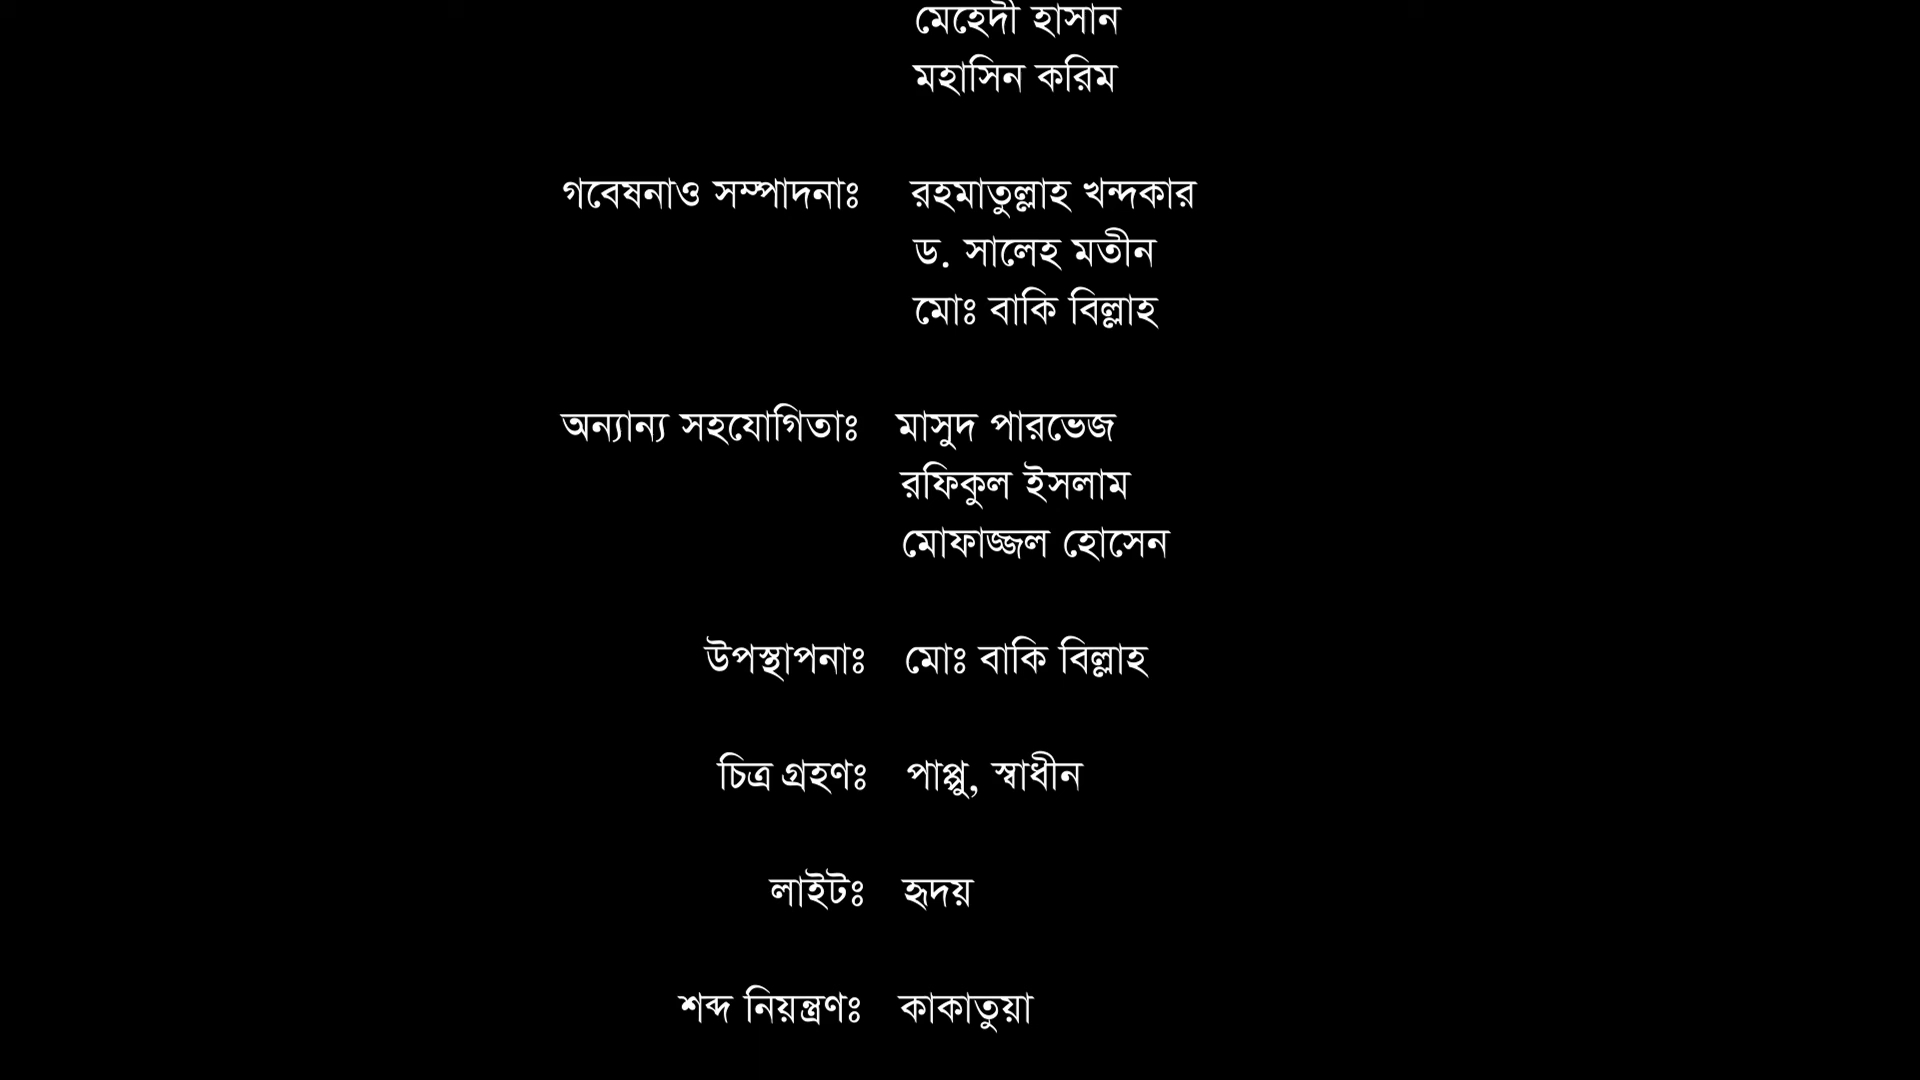 মেহেদী হাসান
মহাসিন করিম
গবেষনাও সম্পাদনাঃ রহমাতুল্লাহ খন্দকার
ড. সালেহ মতীন
মোঃ বাকি বিল্লাহ
অন্যান্য সহযোগিতাঃ মাসুদ পারভেজ
রফিকুল ইসলাম
মোফাজ্জল হোসেন
উপস্থাপনাঃ মোঃ বাকি বিল্লাহ
চিত্র গ্রহণঃ পাপ্পু, স্বাধীন
লাইটঃ হৃদয়
শব্দ নিয়ন্ত্রণঃ কাকাতুয়া